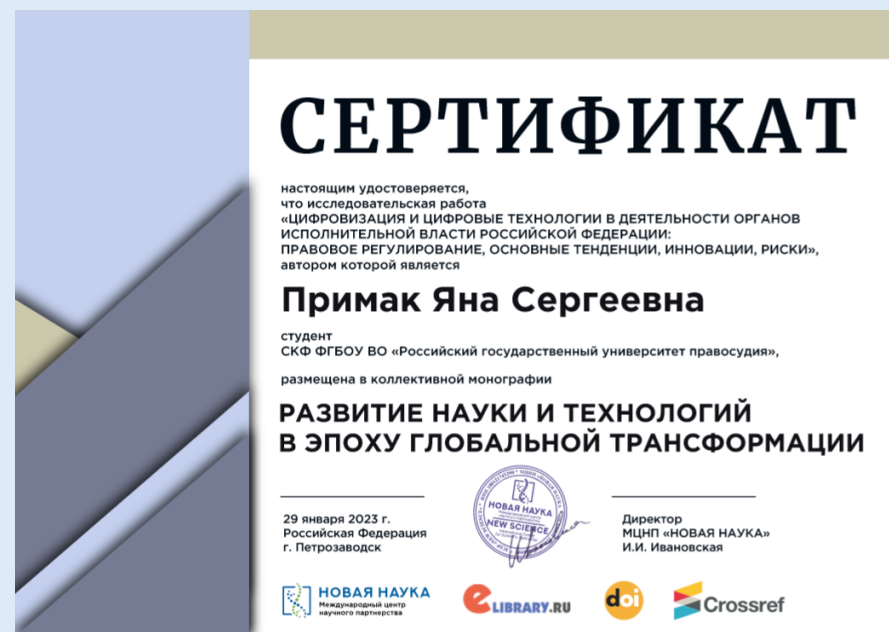 СЕРТИФИКАТ
настоящим удостоверяется,
что исследовательская работа
«ЦИФРОВИЗАЦИЯ И ЦИФРОВЫЕ ТЕХНОЛОГИИ В ДЕЯТЕЛЬНОСТИ ОРГАНОВ
ИСПОЛНИТЕЛЬНОЙ ВЛАСТИ РОССИЙСКОЙ ФЕДЕРАЦИИ:
ПРАВОВОЕ РЕГУЛИРОВАНИЕ, ОСНОВНЫЕ ТЕНДЕНЦИИ, ИННОВАЦИИ, РИСКИ»,
автором которой является
Примак Яна Сергеевна
студент
СКФ ФГБОУ ВО «Российский государственный университет правосудия»,
размещена в коллективной монографии
РАЗВИТИЕ НАУКИ И ТЕХНОЛОГИЙ
В ЭПОХУ ГЛОБАЛЬНОЙ ТРАНСФОРМАЦИИ
29 января 2023 г.
Российская Федерация
г. Петрозаводск
НОВАЯ НАУКА
NEW SCIENCE
Директор
МЦНП «НОВАЯ НАУКА»
И.И. Ивановская
НОВАЯ НАУКА
Международный центр
научного партнерства
eLIBRARY.RU
doi
Crossref